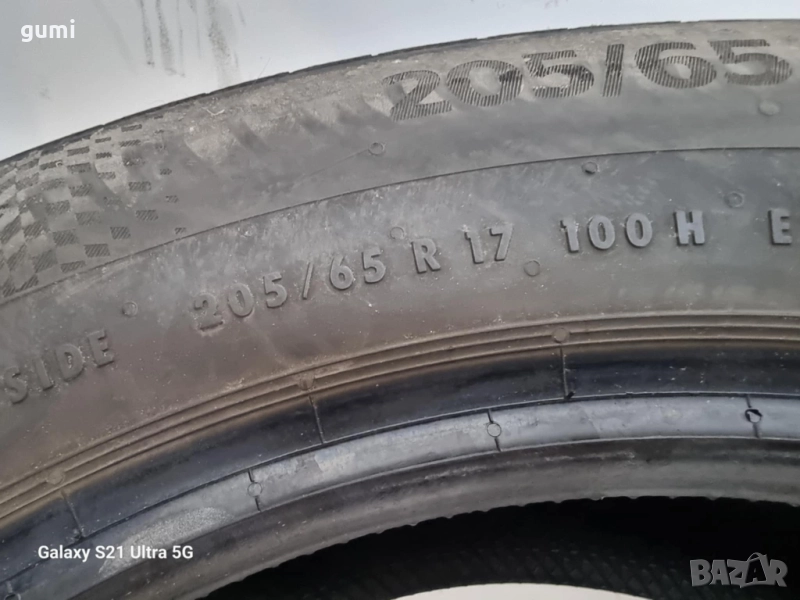 gumi
205/65
SIDE 205/65 R 17 100 H E
Galaxy S21 Ultra 5G
BAZAR